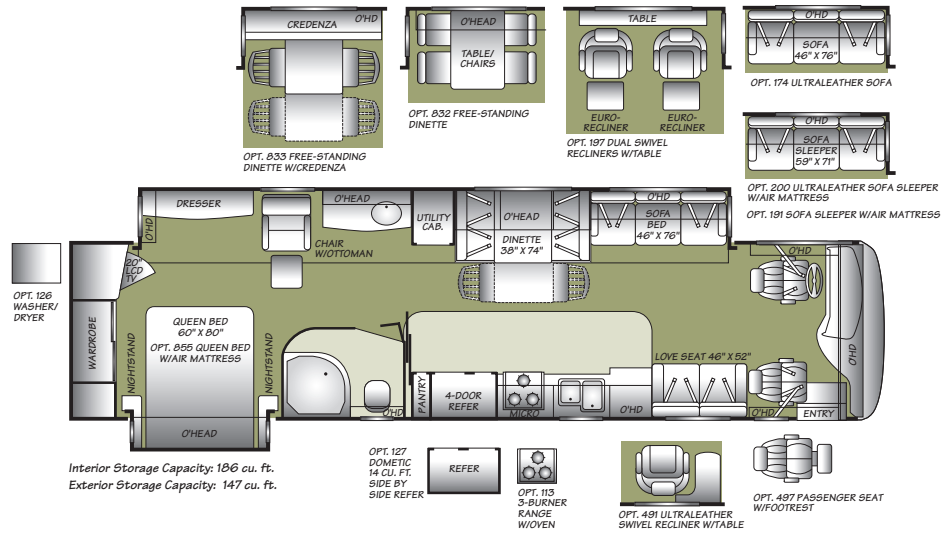 CREDENZA
O'HD
OPT. 833 FREE-STANDING
DINETTE W/CREDENZA
O'HEAD
TABLE/
CHAIRS
OPT. 832 FREE-STANDING
DINETTE
TABLE
EURO-
RECLINER
EURO-
RECLINER
OPT. 197 DUAL SWIVEL
RECLINERS W/TABLE
O'HD
SOFA
46" X 76"
OPT. 174 ULTRALEATHER SOFA
O'HD
SOFA
SLEEPER
59" X 71"
OPT. 200 ULTRALEATHER SOFA SLEEPER
W/AIR MATTRESS
OPT. 191 SOFA SLEEPER W/AIR MATTRESS
DRESSER
O'HD
CHAIR
W/OTTOMAN
O'HEAD
UTILITY
CAB.
O'HEAD
DINETTE
38" X 74"
O'HD
SOFA
BED
46" X 76"
O'HD
O'HD
OPT. 126
WASHER/
DRYER
20"
LCD
TV
WARDROBE
NIGHTSTAND
QUEEN BED
60" X 80"
OPT. 855 QUEEN BED
W/AIR MATTRESS
NIGHTSTAND
O'HEAD
O'HD
PANTRY
4-DOOR
REFER
MICRO
O'HD
LOVE SEAT 46" X 52"
O'HD
ENTRY
Interior Storage Capacity: 186 cu. ft.
Exterior Storage Capacity: 147 cu. ft.
OPT. 127
DOMETIC
14 CU. FT.
SIDE BY
SIDE REFER
REFER
OPT. 113
3-BURNER
RANGE
W/OVEN
OPT. 491 ULTRALEATHER
SWIVEL RECLINER W/TABLE
OPT. 497 PASSENGER SEAT
W/FOOTREST